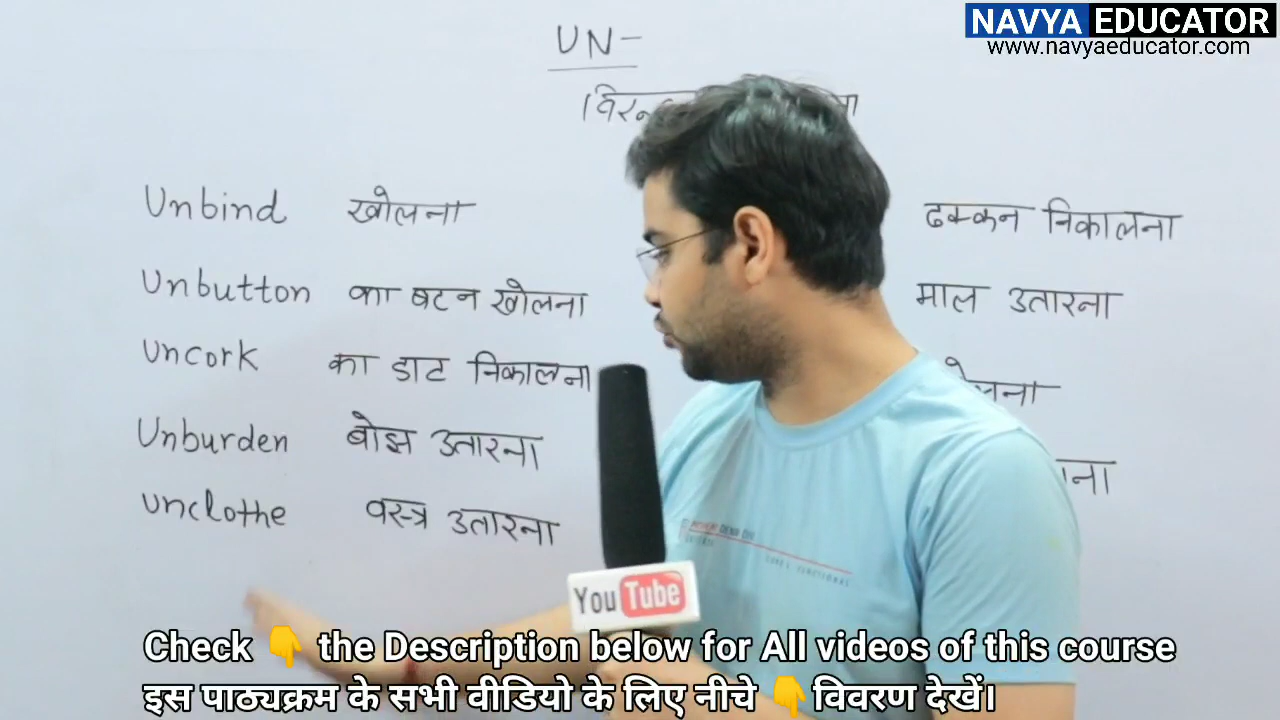 NAVYA EDUCATOR
www.navyaeducator.com
UN-
Unbind खोलना
ढक्कन निकालना
Unbutton का बटन खोलना
माल उतारना
Uncork का डाट निकालना
Unburden बोझ उतारना
Unclothe वस्त्र उतारना
You Tube
Check 👇 the Description below for All videos of this course
इस पाठ्यक्रम के सभी वीडियो के लिए नीचे 👇 विवरण देखें।